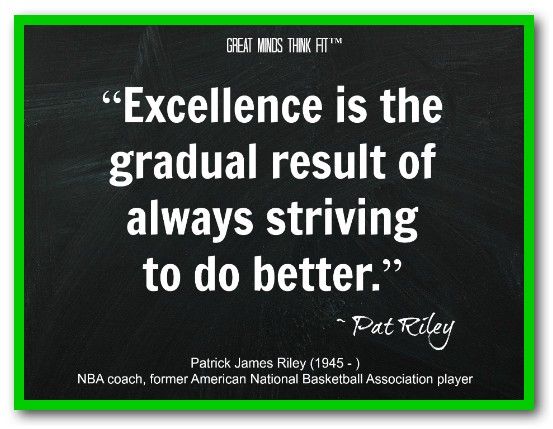 GREAT MINDS THINK FIT™
“Excellence is the
gradual result of
always striving
to do better.”
~ Pat Riley
Patrick James Riley (1945 - )
NBA coach, former American National Basketball Association player